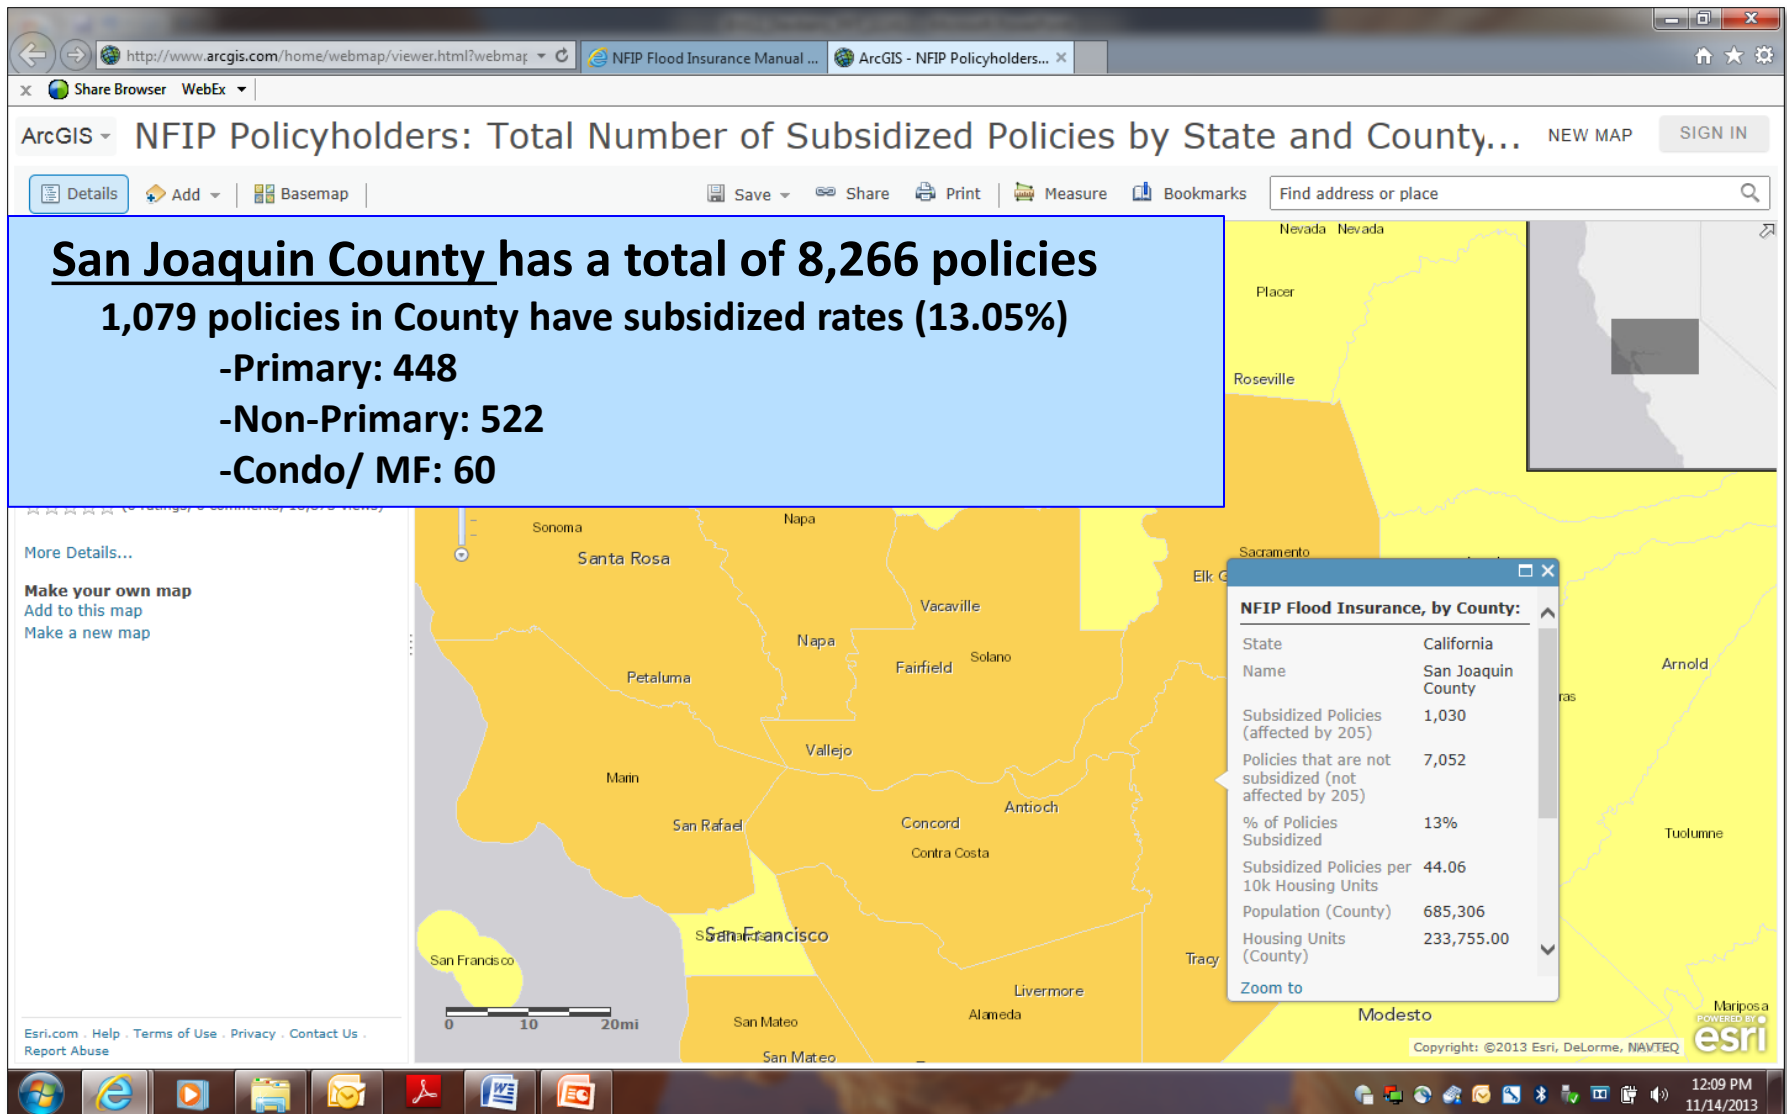 http://www.arcgis.com/home/webmap/viewer.html?webmap
NFIP Flood Insurance Manual ...
ArcGIS - NFIP Policyholders...
x Share Browser WebEx
ArcGIS NFIP Policyholders: Total Number of Subsidized Policies by State and County... NEW MAP SIGN IN
Details Add Basemap Save Share Print Measure Bookmarks Find address or place
San Joaquin County has a total of 8,266 policies
1,079 policies in County have subsidized rates (13.05%)
-Primary: 448
-Non-Primary: 522
-Condo/ MF: 60
More Details...
Make your own map
Add to this map
Make a new map
Esri.com . Help . Terms of Use . Privacy . Contact Us .
Report Abuse
Nevada Nevada
Placer
Roseville
Sonoma
Napa
Santa Rosa
Sacramento
Elk G
Vacaville
Napa
Fairfield
Solano
Petaluma
Arnold
ras
Vallejo
Marin
Antioch
San Rafael
Concord
Contra Costa
Tuolumne
San Francisco
San Francisco
Tracy
Livermore
Alameda
San Mateo
San Mateo
Modesto
Mariposa
0 10 20mi
NFIP Flood Insurance, by County:
State California
Name San Joaquin
County
Subsidized Policies 1,030
(affected by 205)
Policies that are not 7,052
subsidized (not
affected by 205)
% of Policies 13%
Subsidized
Subsidized Policies per 44.06
10k Housing Units
Population (County) 685,306
Housing Units 233,755.00
(County)
Zoom to
POWERED BY
esri
Copyright: ©2013 Esri, DeLorme, NAVTEQ
12:09 PM
11/14/2013